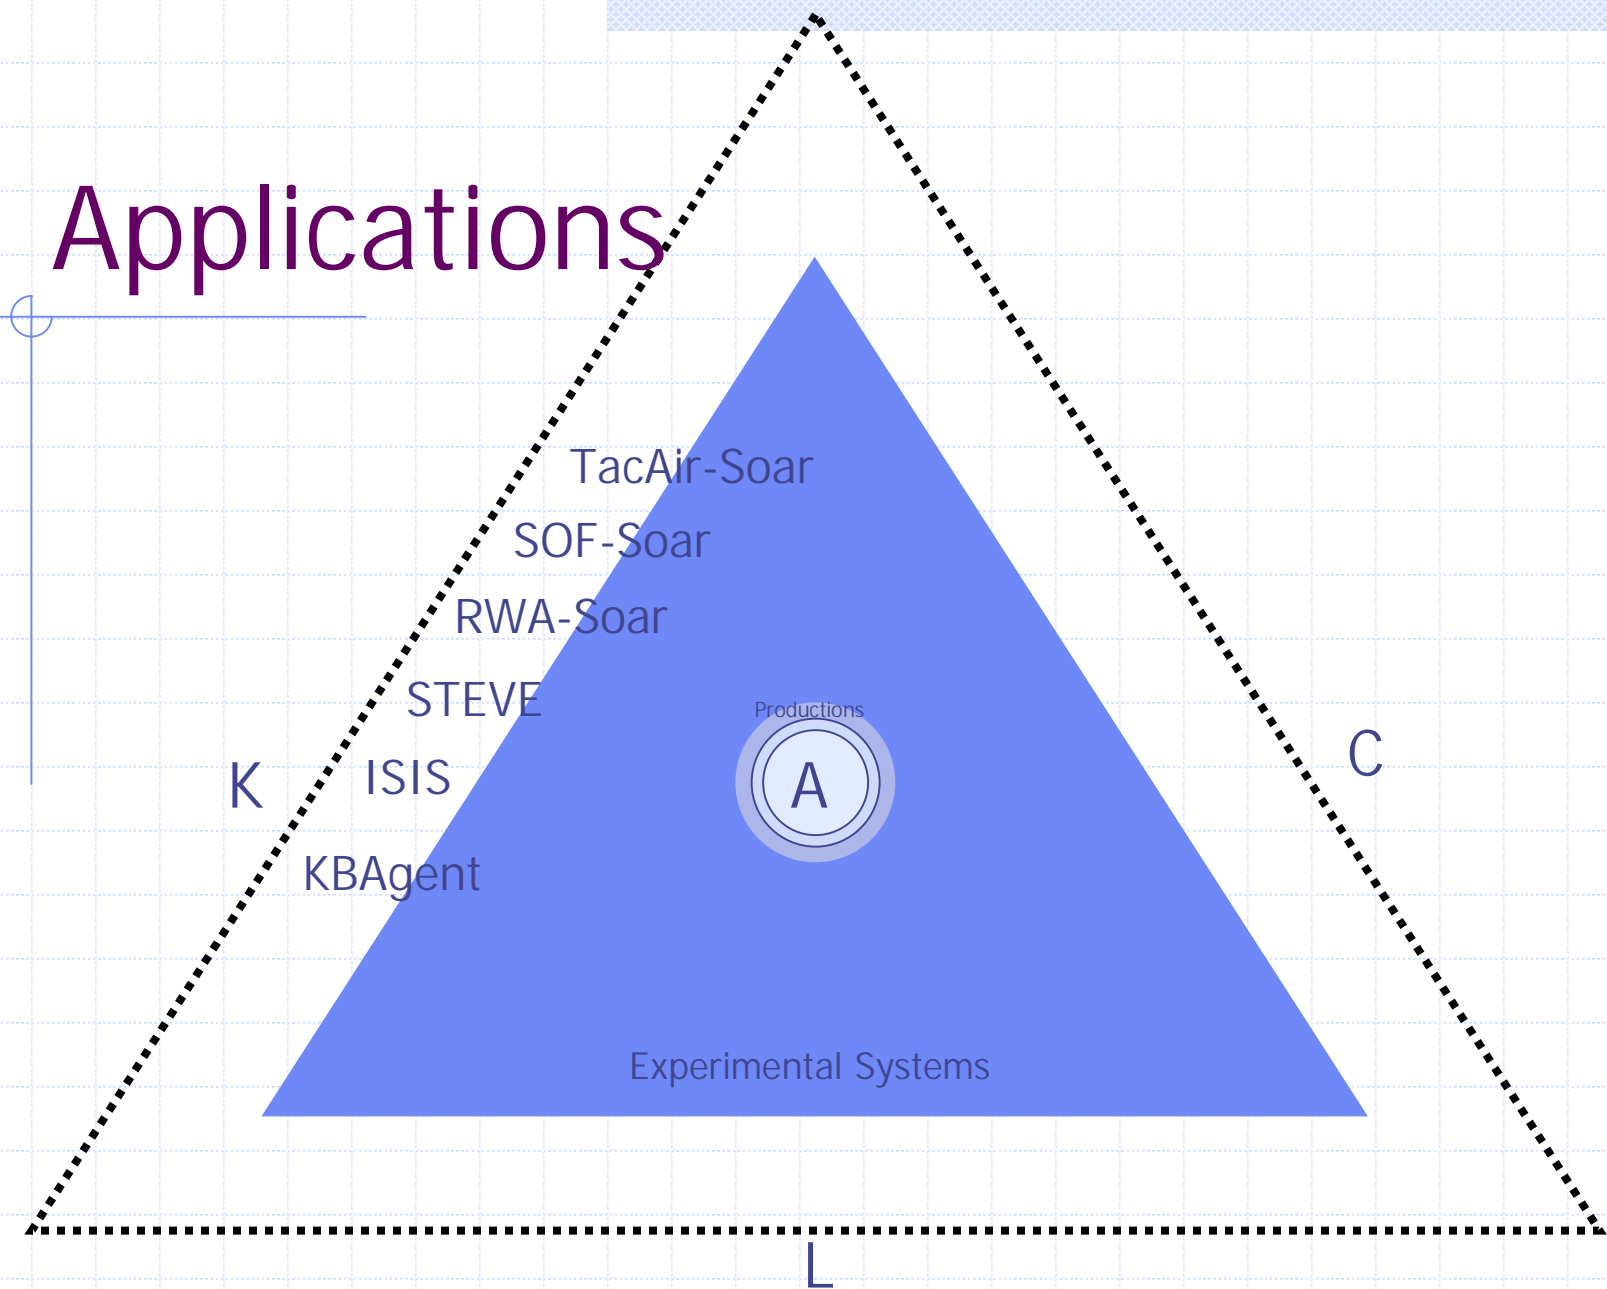 Applications
TacAir-Soar
SOF-Soar
RWA-Soar
STEVE
Productions
K
ISIS
A
C
KBAgent
Experimental Systems
L